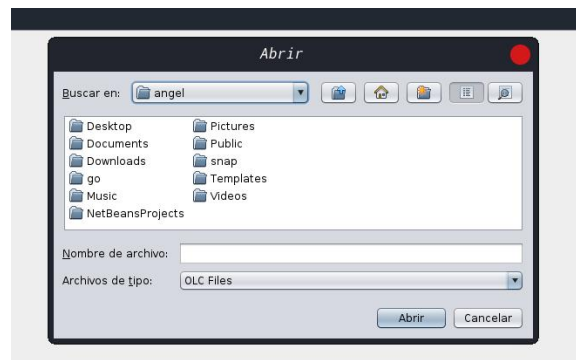 Abrir
Buscar en: angel
Desktop
Documents
Downloads
go
Music
NetBeansProjects
Pictures
Public
snap
Templates
Videos
Nombre de archivo:
Archivos de tipo: OLC Files
Abrir Cancelar